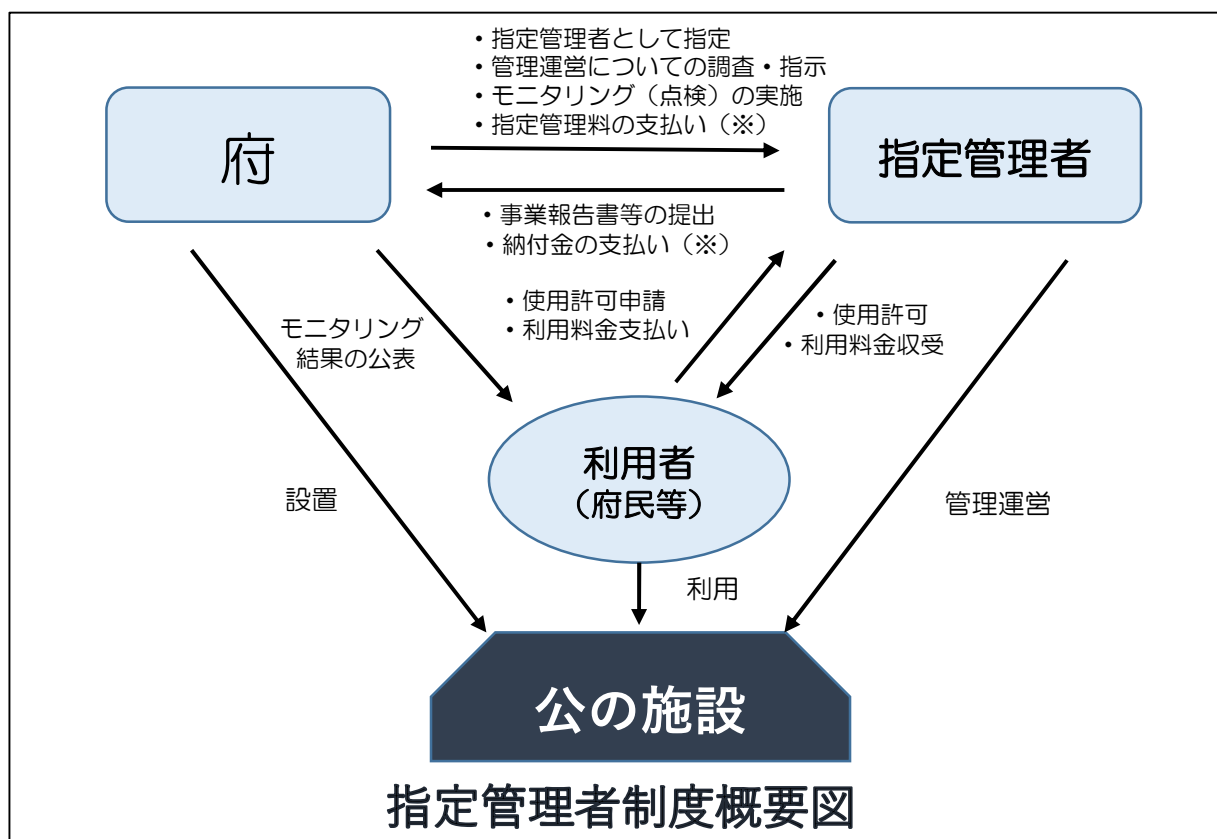 ・指定管理者として指定
・管理運営についての調査・指示
・モニタリング（点検）の実施
・指定管理料の支払い（※）
府
指定管理者
・事業報告書等の提出
・納付金の支払い（※）
・使用許可申請
・利用料金支払い
・使用許可
・利用料金収受
モニタリング
結果の公表
利用者
（府民等）
設置
管理運営
利用
公の施設
指定管理者制度概要図